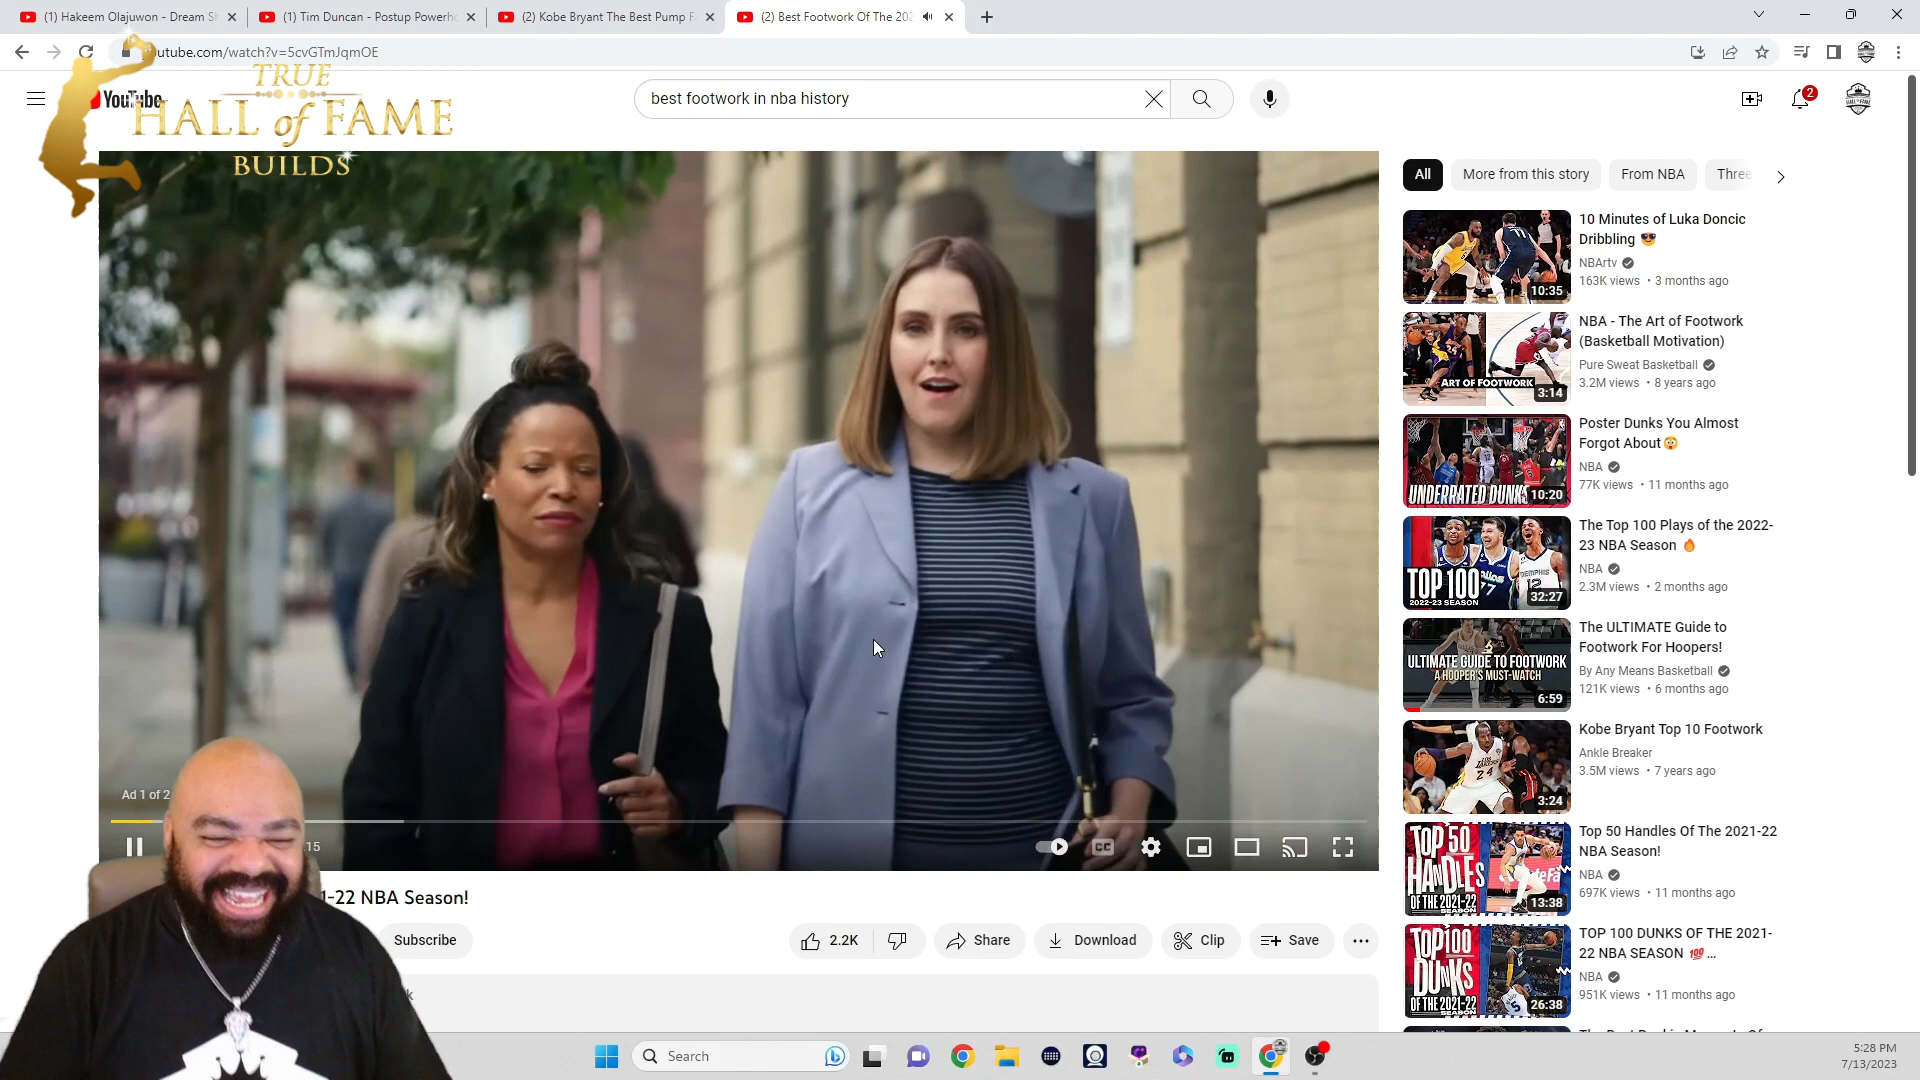 (1) Hakeem Olajuwon - Dream S
(1) Tim Duncan - Postup Powerh
(2) Kobe Bryant The Best Pump F
(2) Best Footwork Of The 202
utube.com/watch?v=5cvGTmJqmOE
TRUE
HALL of FAME
BUILDS
YouTube
best footwork in nba history
2
All
More from this story
From NBA
Three
10 Minutes of Luka Doncic
Dribbling 😎
NBArtv
163K views • 3 months ago
10:35
NBA - The Art of Footwork
(Basketball Motivation)
Pure Sweat Basketball
3.2M views • 8 years ago
ART OF FOOTWORK
3:14
Poster Dunks You Almost
Forgot About😲
NBA
77K views • 11 months ago
UNDERRATED DUNKS
10:20
The Top 100 Plays of the 2022-
23 NBA Season 🔥
NBA
2.3M views • 2 months ago
TOP 100
2022-23 SEASON
32:27
The ULTIMATE Guide to
Footwork For Hoopers!
By Any Means Basketball
121K views • 6 months ago
ULTIMATE GUIDE TO FOOTWORK
A HOOPER'S MUST-WATCH
6:59
Kobe Bryant Top 10 Footwork
Ankle Breaker
3.5M views • 7 years ago
24
3:24
Top 50 Handles Of The 2021-22
NBA Season!
NBA
697K views • 11 months ago
TOP 50
HANDLES
OF THE 2021-22
SEASON
13:38
TOP 100 DUNKS OF THE 2021-
22 NBA SEASON 💯 ...
NBA
951K views • 11 months ago
TOP 100
DUNKS
OF THE 2021-22
26:38
Ad 1 of 2
15
CC
1-22 NBA Season!
Subscribe
2.2K
Share
Download
Clip
Save
Search
5:28 PM
7/13/2023